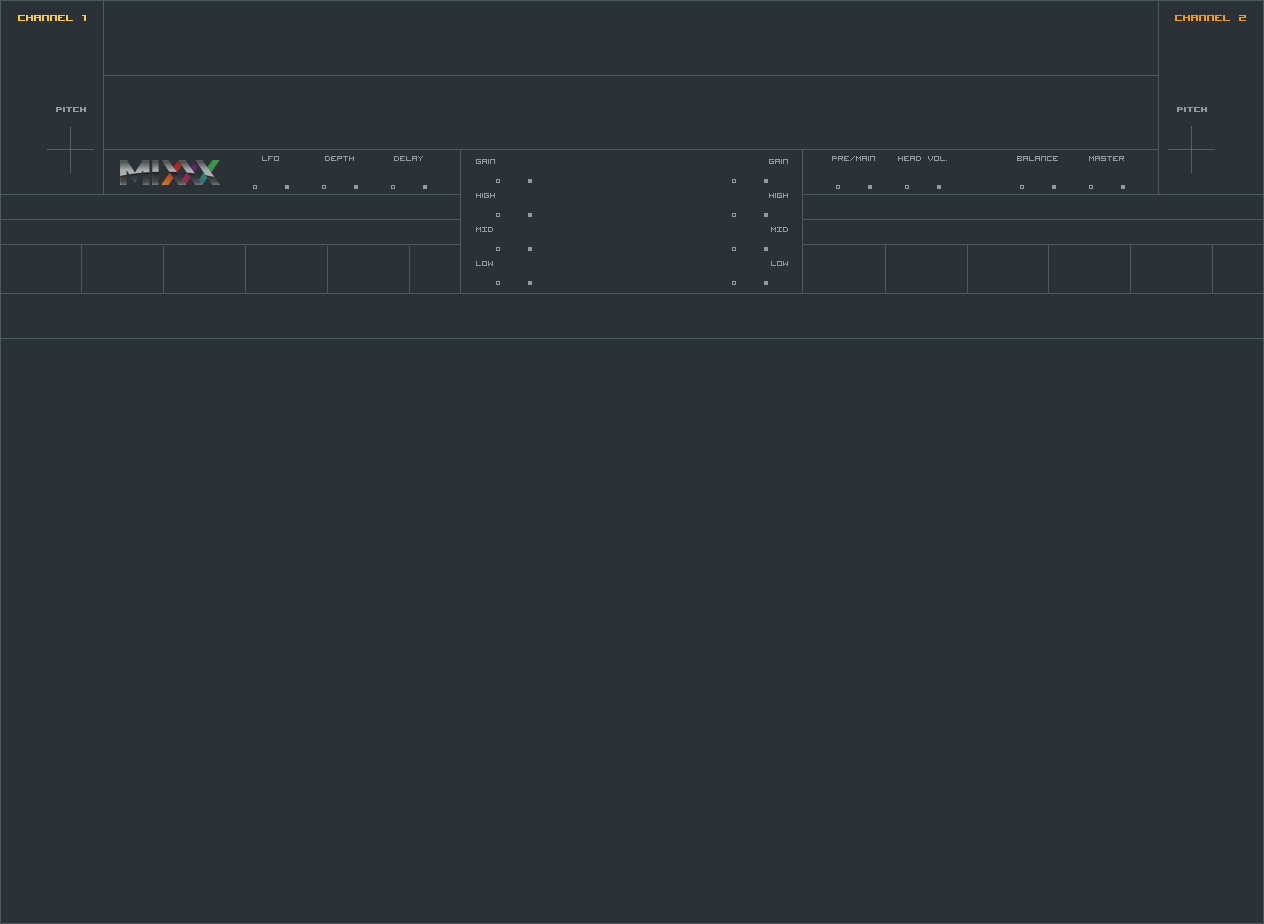 CHANNEL 1
CHANNEL 2
PITCH
PITCH
MIXXX
LFO DEPTH DELAY
GAIN GAIN
PRE/MAIN HEAD VOL. BALANCE MASTER
HIGH HIGH
MID MID
LOW LOW